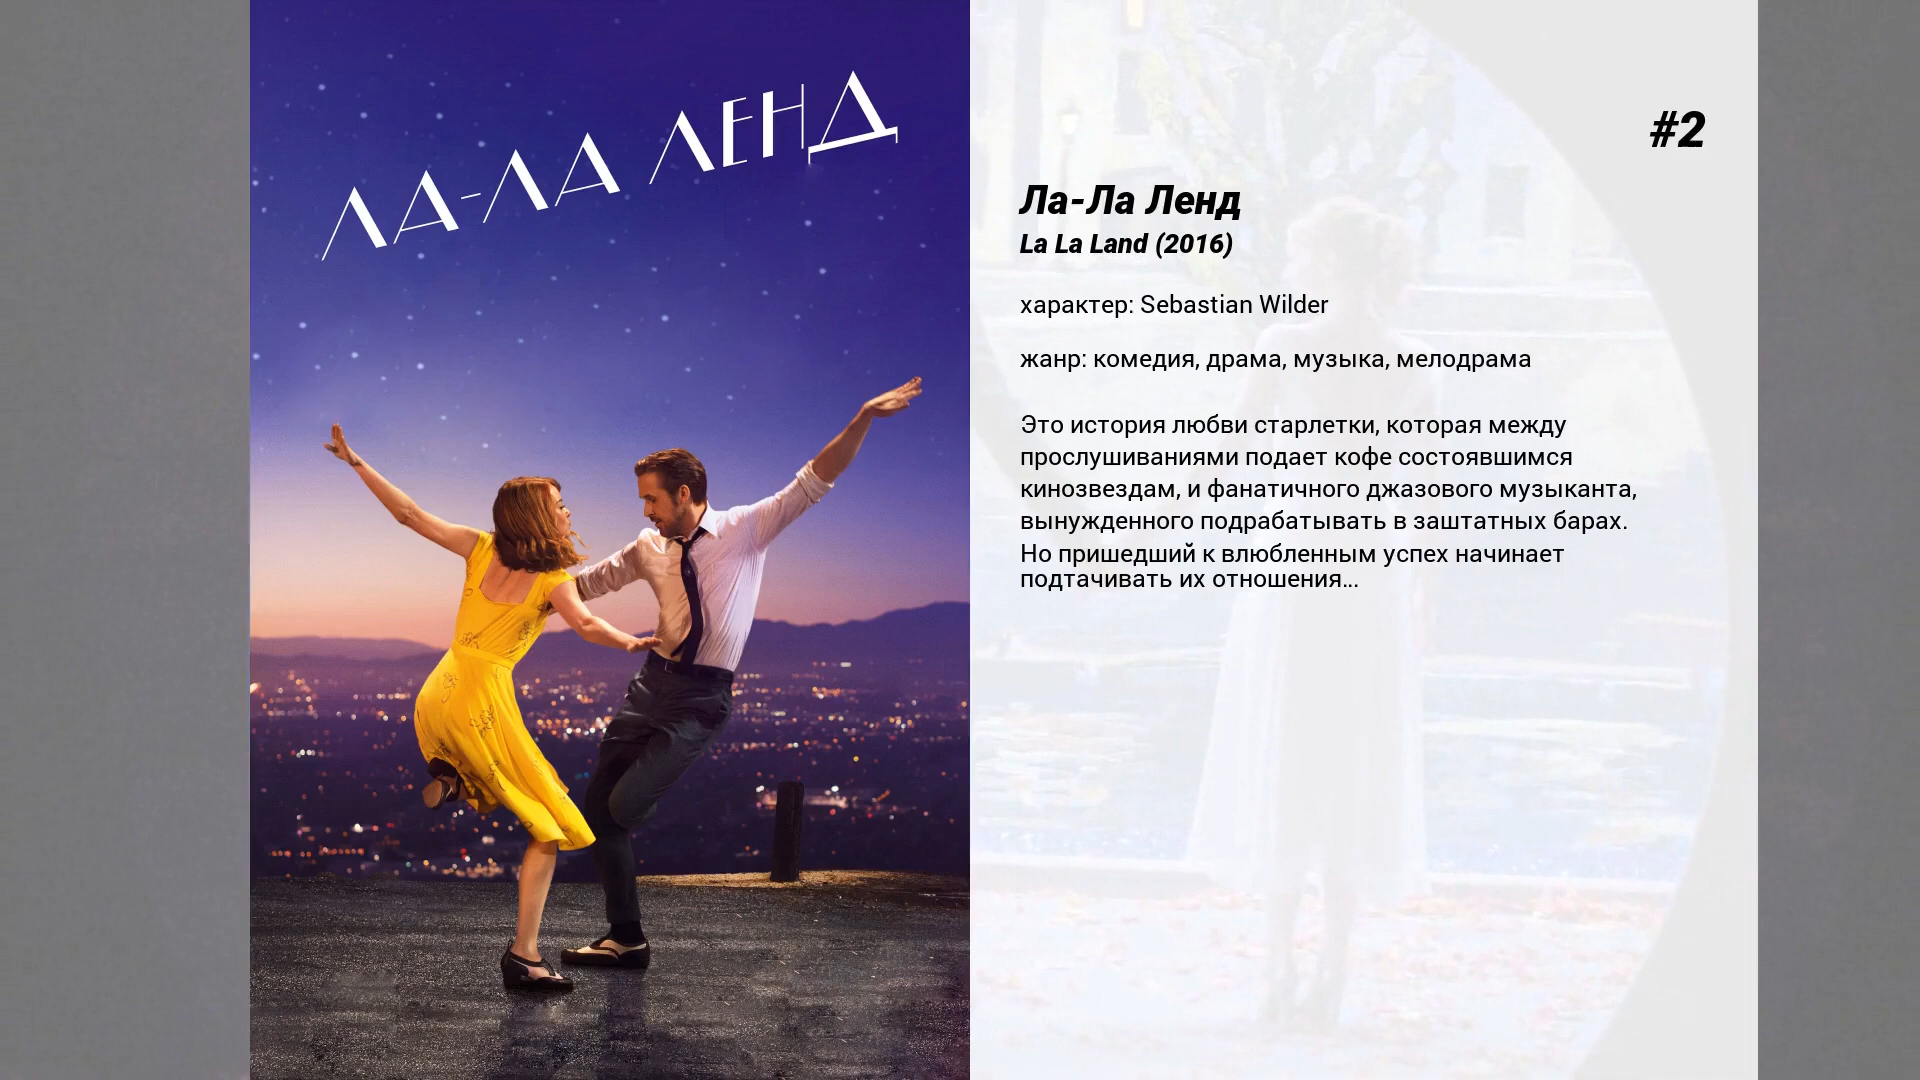 ЛА-ЛА ЛЕНД
#2
Ла-Ла Ленд
La La Land (2016)
характер: Sebastian Wilder
жанр: комедия, драма, музыка, мелодрама
Это история любви старлетки, которая между
прослушиваниями подает кофе состоявшимся
кинозвездам, и фанатичного джазового музыканта,
вынужденного подрабатывать в заштатных барах.
Но пришедший к влюбленным успех начинает
подтачивать их отношения...